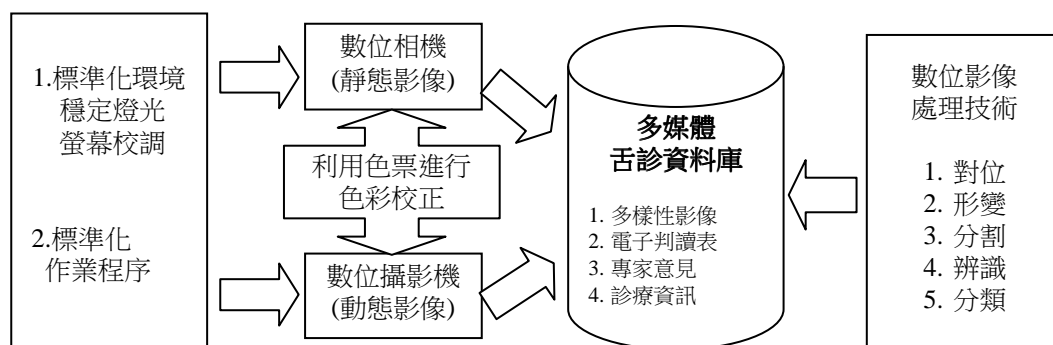 1.標準化環境
穩定燈光
螢幕校調
2.標準化
作業程序
數位相機
(靜態影像)
利用色票進行
色彩校正
數位攝影機
(動態影像)
多媒體
舌診資料庫
1. 多樣性影像
2. 電子判讀表
3. 專家意見
4. 診療資訊
數位影像
處理技術
1. 對位
2. 形變
3. 分割
4. 辨識
5. 分類